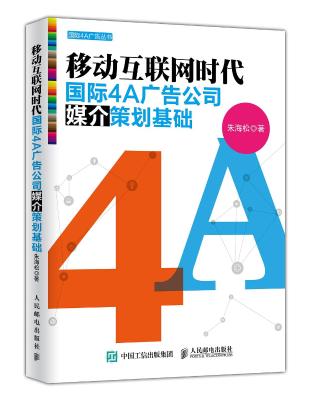 国际4A广告丛书
移动互联网时代
国际4A广告公司
媒介策划基础
朱海松◎著
4A
中国工信出版集团
人民邮电出版社
POSTS & TELECOM PRESS
移动互联网时代
国际4A广告公司
媒介策划基础
朱海松 著
人民邮电出版社